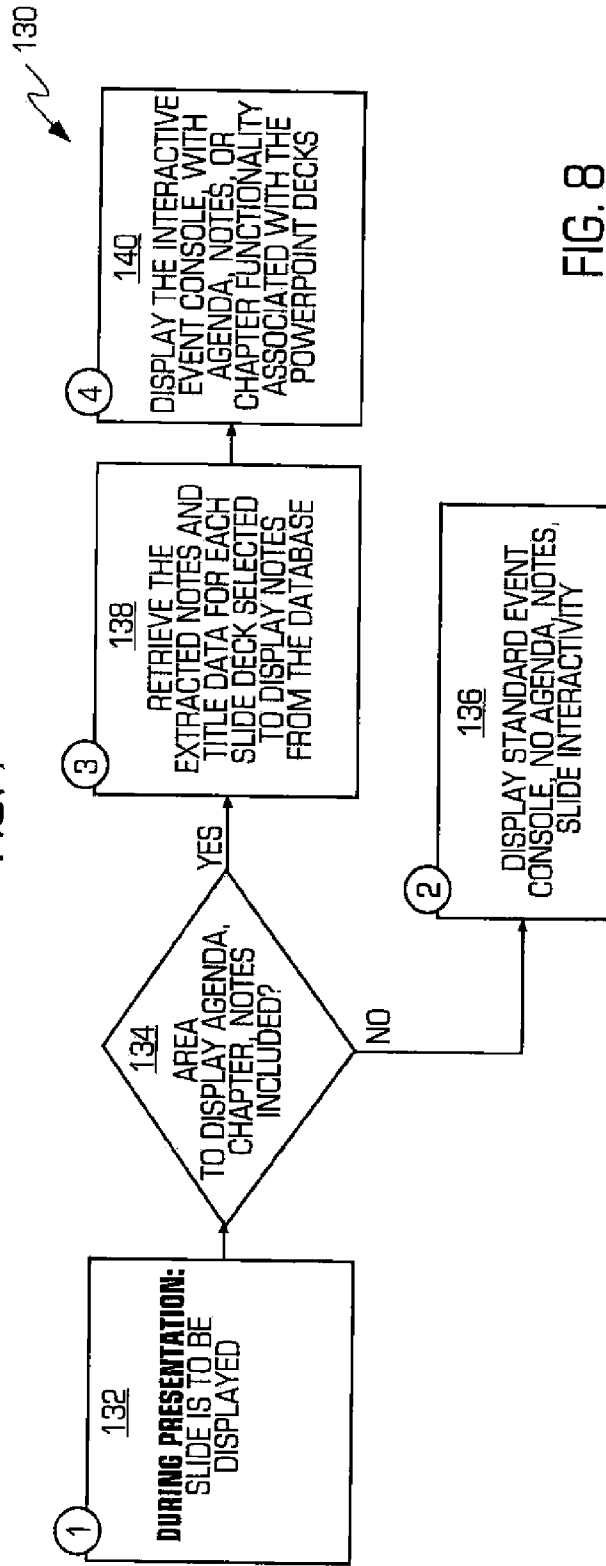 130
1
132
DURING PRESENTATION:
SLIDE IS TO BE
DISPLAYED
134
AREA
TO DISPLAY AGENDA,
CHAPTER, NOTES
INCLUDED?
YES
NO
3
138
RETRIEVE THE
EXTRACTED NOTES AND
TITLE DATA FOR EACH
SLIDE DECK SELECTED
TO DISPLAY NOTES
FROM THE DATABASE
4
140
DISPLAY THE INTERACTIVE
EVENT CONSOLE, WITH
AGENDA, NOTES, OR
CHAPTER FUNCTIONALITY
ASSOCIATED WITH THE
POWERPOINT DECKS
2
136
DISPLAY STANDARD EVENT
CONSOLE, NO AGENDA, NOTES,
SLIDE INTERACTIVITY
FIG. 8